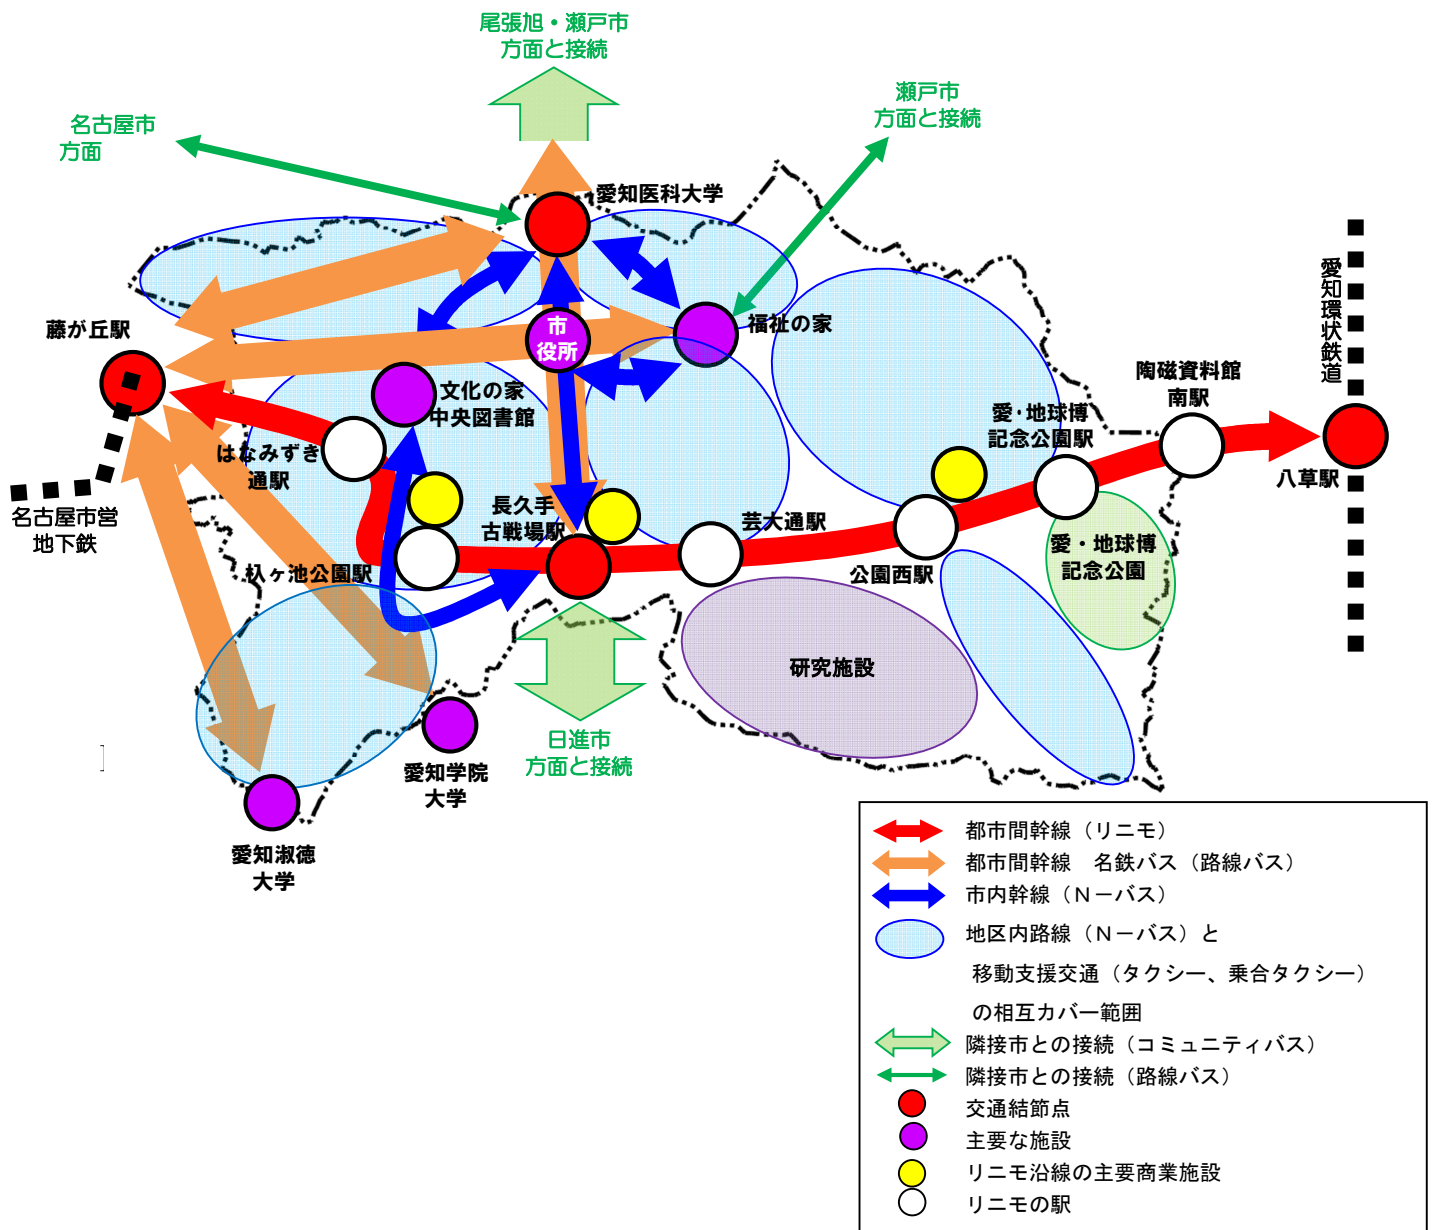 尾張旭・瀬戸市
方面と接続
瀬戸市
方面と接続
名古屋市
方面
愛知医科大学
愛知環状鉄道
藤が丘駅
市
役所
福祉の家
陶磁資料館
南駅
文化の家
中央図書館
愛・地球博
記念公園駅
はなみずき
通駅
八草駅
名古屋市営
地下鉄
長久手
古戦場駅
芸大通駅
杁ヶ池公園駅
公園西駅
愛・地球博
記念公園
研究施設
日進市
方面と接続
愛知学院
大学
愛知淑徳
大学
都市間幹線（リニモ）
都市間幹線　名鉄バス（路線バス）
市内幹線（Ｎ－バス）
地区内路線（Ｎ－バス）と
移動支援交通（タクシー、乗合タクシー）
の相互カバー範囲
隣接市との接続（コミュニティバス）
隣接市との接続（路線バス）
交通結節点
主要な施設
リニモ沿線の主要商業施設
リニモの駅